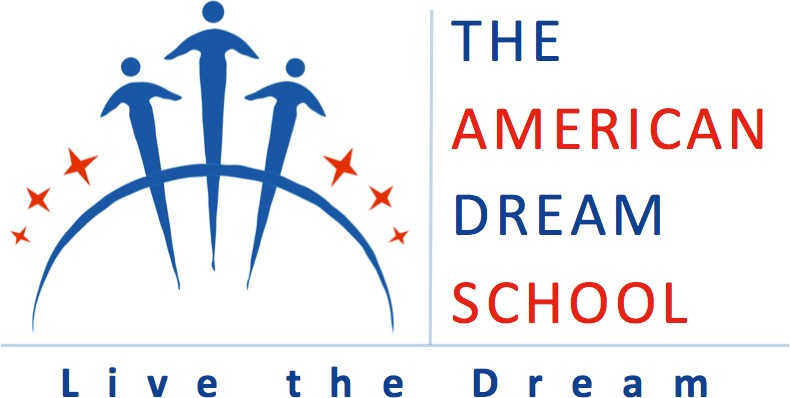 THE
AMERICAN
DREAM
SCHOOL
Live the Dream